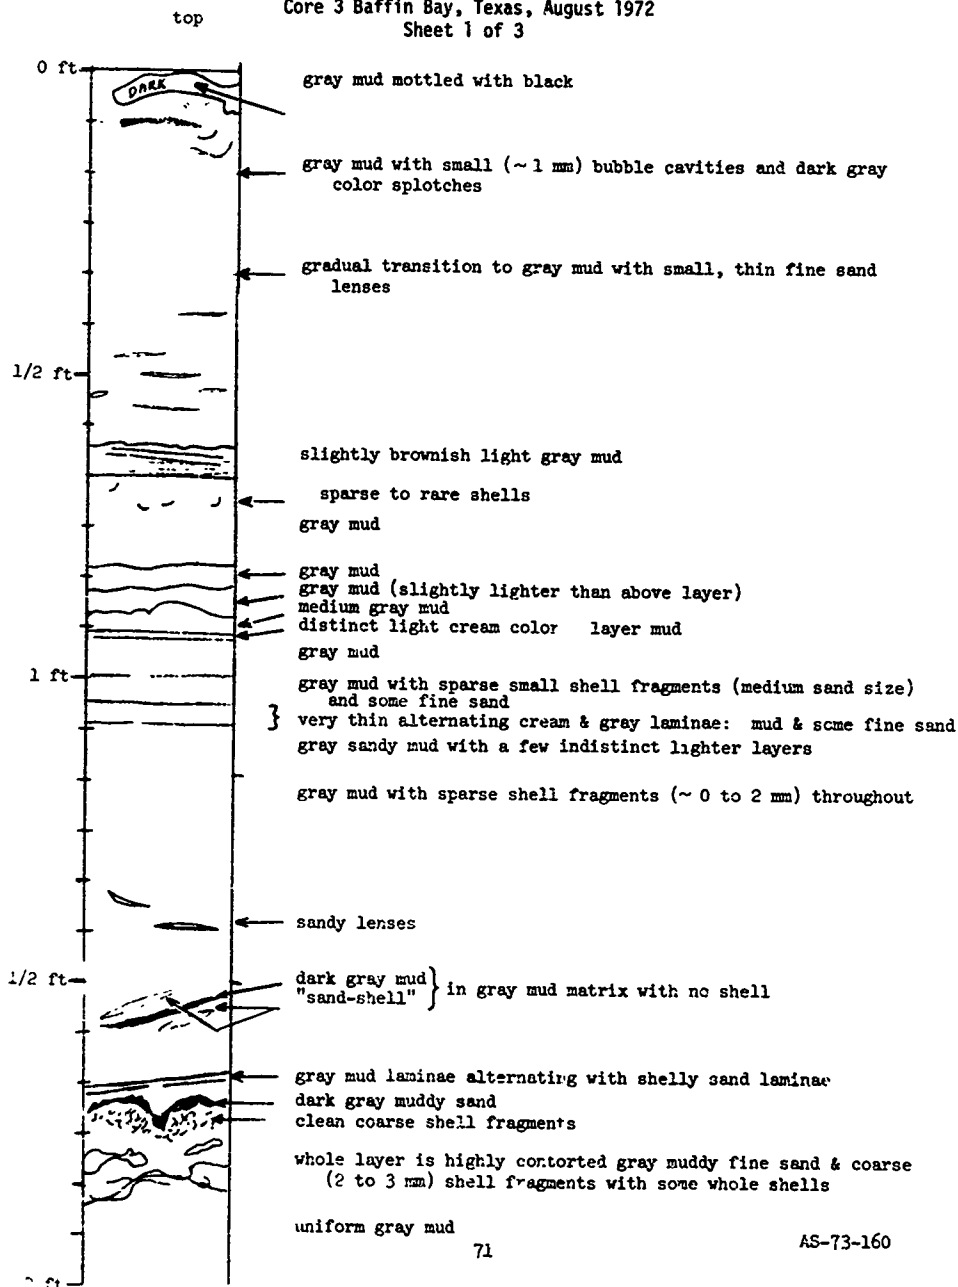 Core 3 Baffin Bay, Texas, August 1972
top
Sheet 1 of 3
0 ft
DARK
gray mud mottled with black
gray mud with small (~ 1 mm) bubble cavities and dark gray
color splotches
gradual transition to gray mud with small, thin fine sand
lenses
1/2 ft
slightly brownish light gray mud
sparse to rare shells
gray mud
gray mud
gray mud (slightly lighter than above layer)
medium gray mud
distinct light cream color layer mud
gray mud
1 ft
gray mud with sparse small shell fragments (medium sand size)
and some fine sand
} very thin alternating cream & gray laminae: mud & some fine sand
gray sandy mud with a few indistinct lighter layers
gray mud with sparse shell fragments (~ 0 to 2 mm) throughout
sandy lenses
1/2 ft
dark gray mud
"sand-shell" } in gray mud matrix with no shell
gray mud laminae alternating with shelly sand laminae
dark gray muddy sand
clean coarse shell fragments
whole layer is highly contorted gray muddy fine sand & coarse
(2 to 3 mm) shell fragments with some whole shells
uniform gray mud
71
AS-73-160
ft